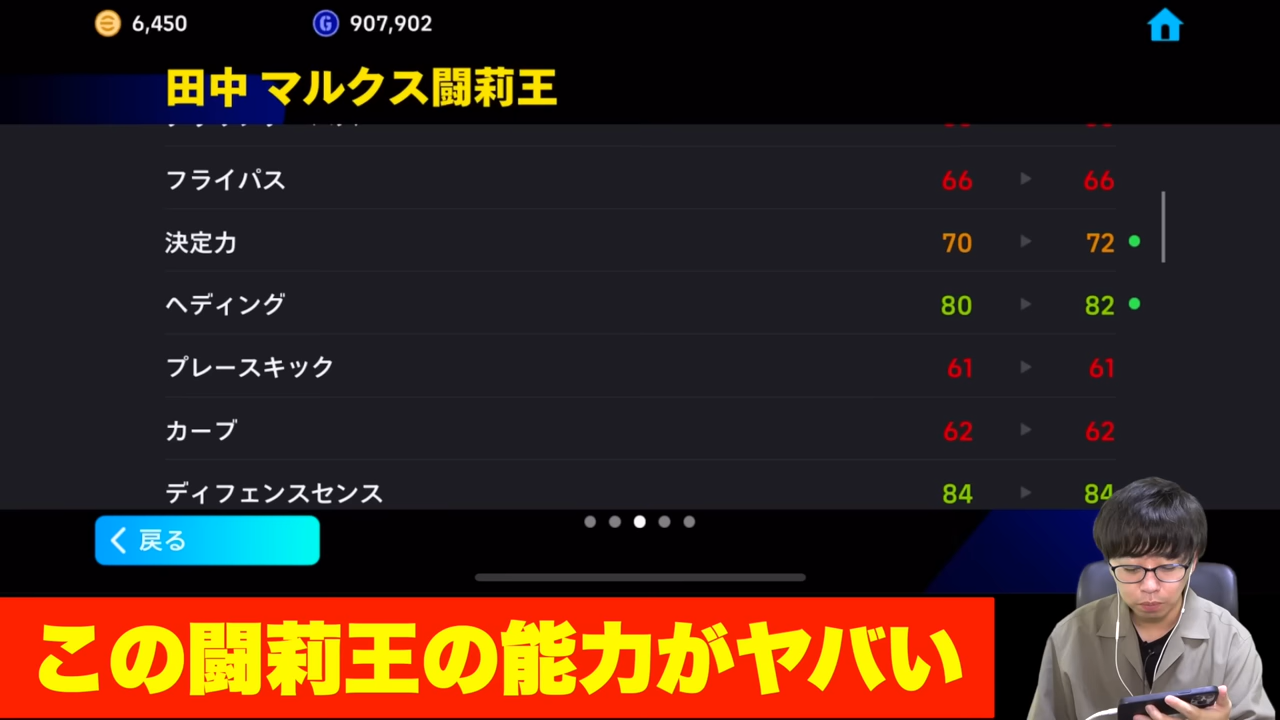 6,450
907,902
田中 マルクス闘莉王
フライパス 66 66
決定力 70 72
ヘディング 80 82
プレースキック 61 61
カーブ 62 62
ディフェンスセンス 84 84
戻る
この闘莉王の能力がヤバい